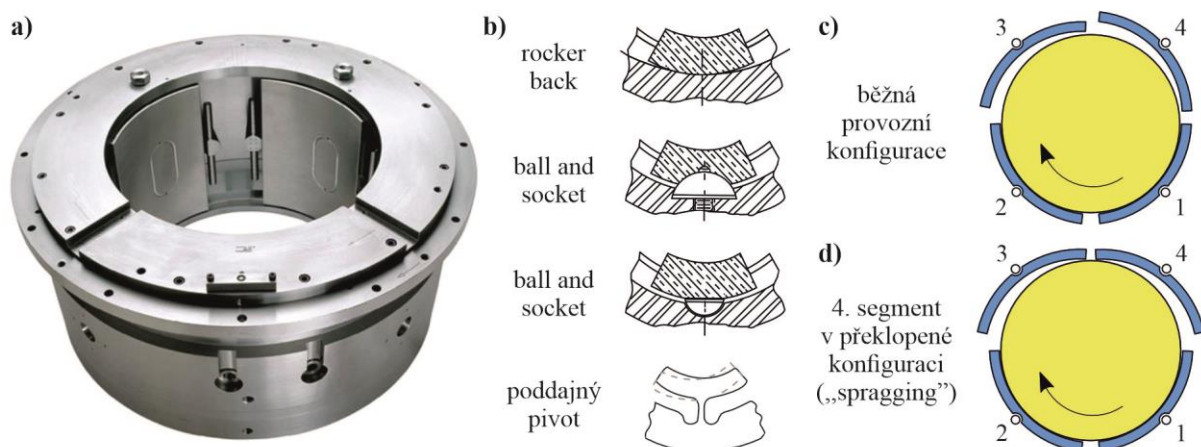 a)
b)
rocker
back
ball and
socket
ball and
socket
poddajný
pivot
c)
běžná
provozní
konfigurace
3
4
2
1
d)
4. segment
v překlopené
konfiguraci
(„spragging”)
3
4
2
1